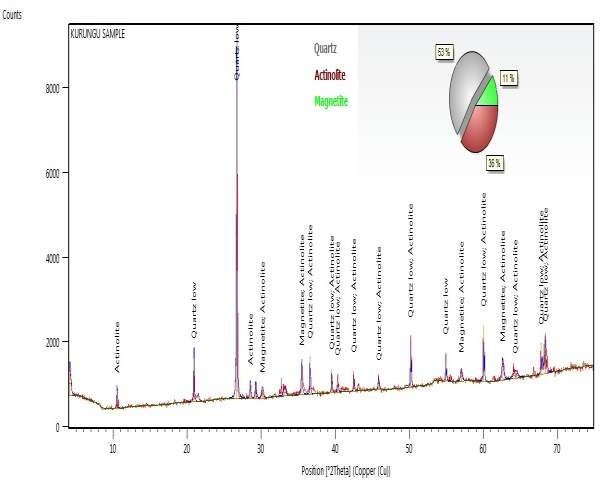 Counts
KURUNGU SAMPLE
Quartz
Actinolite
Magnetite
53 %
11 %
36 %
8000
6000
4000
2000
0
Actinolite
Quartz low
Quartz low
Actinolite
Magnetite; Actinolite
Magnetite; Actinolite
Quartz low; Actinolite
Quartz low; Actinolite
Quartz low; Actinolite
Quartz low; Actinolite
Quartz low; Actinolite
Quartz low; Actinolite
Quartz low
Magnetite; Actinolite
Quartz low; Actinolite
Magnetite; Actinolite
Quartz low; Actinolite
Quartz low; Actinolite
Quartz low; Actinolite
10 20 30 40 50 60 70
Position [°2Theta] (Copper (Cu))